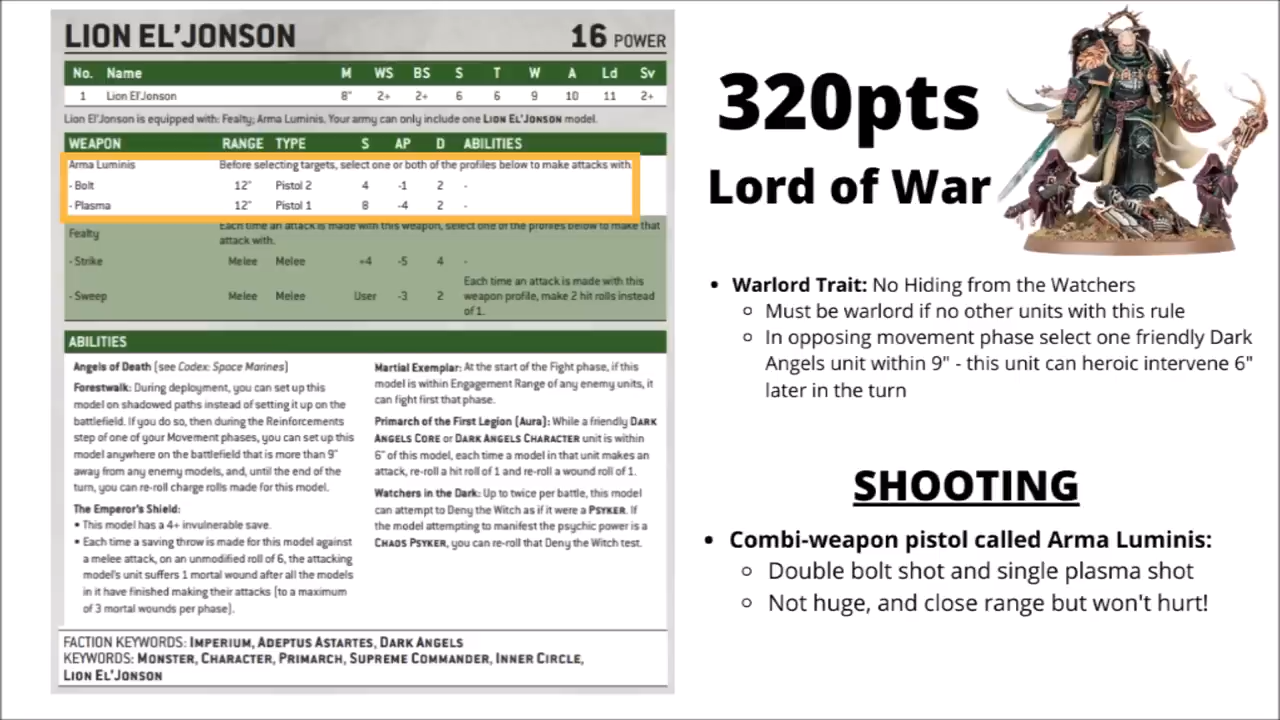 LION EL'JONSON 16 POWER
No. Name M WS BS S T W A Ld Sv
1 Lion El'Jonson 8" 2+ 2+ 6 6 9 10 11 2+
Lion El'Jonson is equipped with: Fealty; Arma Luminis. Your army can only include one LION EL'JONSON model.
WEAPON RANGE TYPE S AP D ABILITIES
Arma Luminis Before selecting targets, select one or both of the profiles below to make attacks with.
- Bolt 12" Pistol 2 4 -1 2 -
- Plasma 12" Pistol 1 8 -4 2 -
Fealty Each time an attack is made with this weapon, select one of the profiles below to make that
attack with.
- Strike Melee Melee +4 -5 4 -
- Sweep Melee Melee User -3 2 Each time an attack is made with this
weapon profile, make 2 hit rolls instead
of 1.
ABILITIES
Angels of Death (see Codex: Space Marines)
Forestwalk: During deployment, you can set up this
model on shadowed paths instead of setting it up on the
battlefield. If you do so, then during the Reinforcements
step of one of your Movement phases, you can set up this
model anywhere on the battlefield that is more than 9"
away from any enemy models, and, until the end of the
turn, you can re-roll charge rolls made for this model.
The Emperor's Shield:
• This model has a 4+ invulnerable save.
• Each time a saving throw is made for this model against
a melee attack, on an unmodified roll of 6, the attacking
model's unit suffers 1 mortal wound after all the models
in it have finished making their attacks (to a maximum
of 3 mortal wounds per phase).
Martial Exemplar: At the start of the Fight phase, if this
model is within Engagement Range of any enemy units, it
can fight first that phase.
Primarch of the First Legion (Aura): While a friendly DARK
ANGELS CORE or DARK ANGELS CHARACTER unit is within
6" of this model, each time a model in that unit makes an
attack, re-roll a hit roll of 1 and re-roll a wound roll of 1.
Watchers in the Dark: Up to twice per battle, this model
can attempt to Deny the Witch as if it were a PSYKER. If
the model attempting to manifest the psychic power is a
CHAOS PSYKER, you can re-roll that Deny the Witch test.
FACTION KEYWORDS: IMPERIUM, ADEPTUS ASTARTES, DARK ANGELS
KEYWORDS: MONSTER, CHARACTER, PRIMARCH, SUPREME COMMANDER, INNER CIRCLE,
LION EL'JONSON
320pts
Lord of War
• Warlord Trait: No Hiding from the Watchers
○ Must be warlord if no other units with this rule
○ In opposing movement phase select one friendly Dark
Angels unit within 9" - this unit can heroic intervene 6"
later in the turn
SHOOTING
• Combi-weapon pistol called Arma Luminis:
○ Double bolt shot and single plasma shot
○ Not huge, and close range but won't hurt!